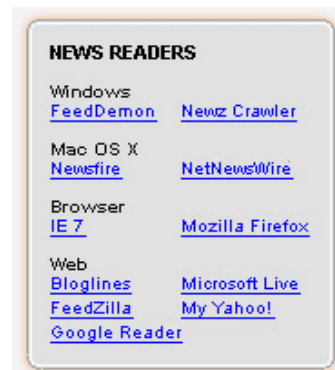 NEWS READERS
Windows
FeedDemon Newz Crawler
Mac OS X
Newsfire NetNewsWire
Browser
IE 7 Mozilla Firefox
Web
Bloglines Microsoft Live
FeedZilla My Yahoo!
Google Reader